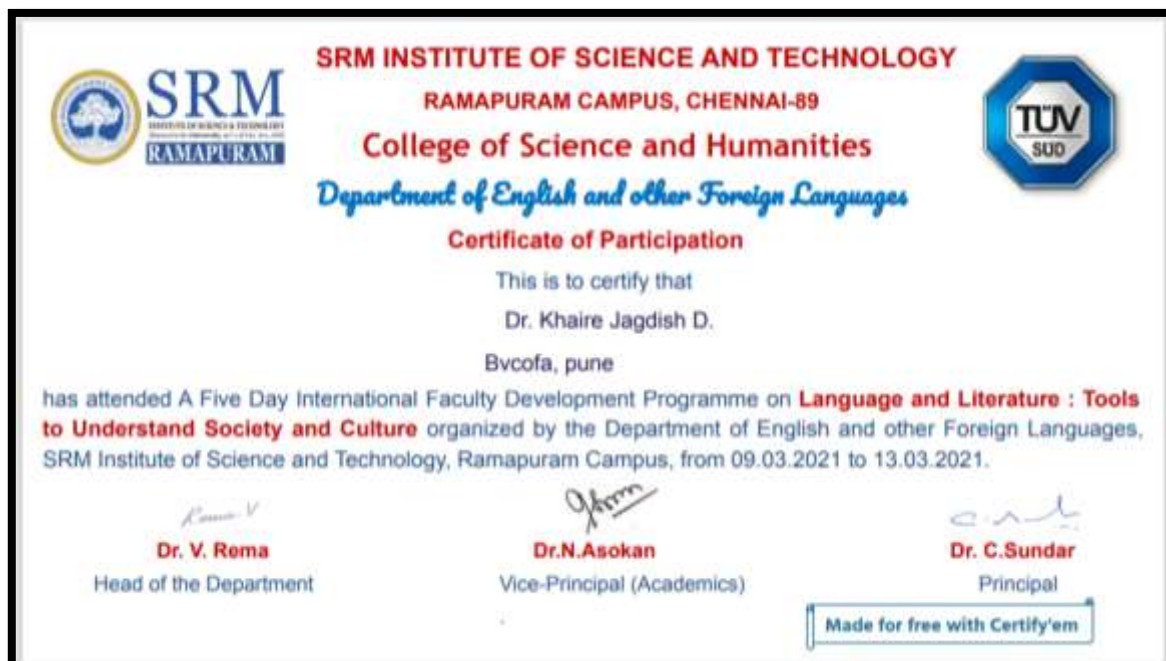 SRM INSTITUTE OF SCIENCE AND TECHNOLOGY
RAMAPURAM CAMPUS, CHENNAI-89
College of Science and Humanities
Department of English and other Foreign Languages
SRM
INSTITUTE OF SCIENCE & TECHNOLOGY
RAMAPURAM
TÜV
SÜD
Certificate of Participation
This is to certify that
Dr. Khaire Jagdish D.
Bvcofa, pune
has attended A Five Day International Faculty Development Programme on Language and Literature : Tools
to Understand Society and Culture organized by the Department of English and other Foreign Languages,
SRM Institute of Science and Technology, Ramapuram Campus, from 09.03.2021 to 13.03.2021.
Dr. V. Rema
Dr.N.Asokan
Dr. C.Sundar
Head of the Department
Vice-Principal (Academics)
Principal
Made for free with Certify'em